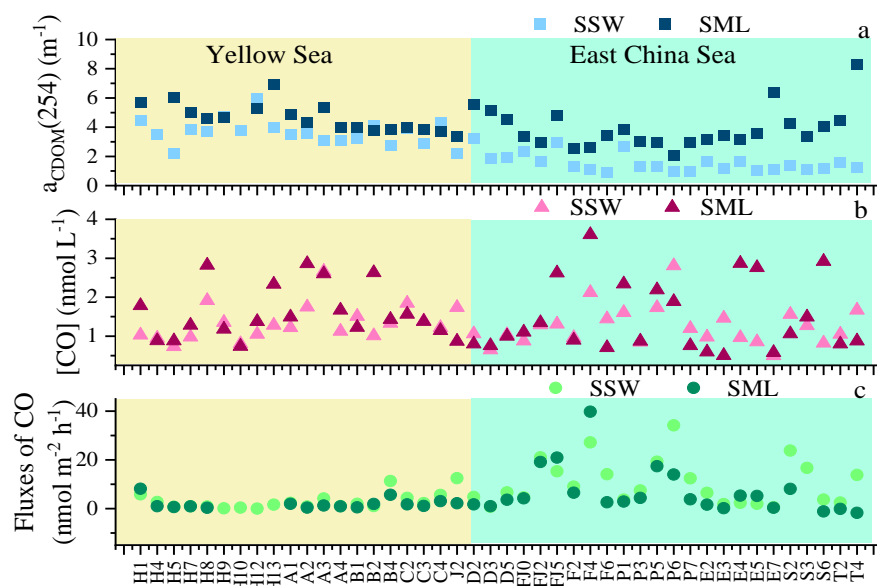 SSW SML a
Yellow Sea East China Sea
10
8
6
4
2
0
aCDOM(254) (m-1)
SSW SML b
4
3
2
1
[CO] (nmol L-1)
SSW SML c
40
20
0
Fluxes of CO
(nmol m-2 h-1)
H1 H4 H5 H7 H8 H9 H10 H12 H13 A1 A2 A3 A4 B1 B2 B4 C2 C3 C4 J2 D2 D3 D5 FJ0 FJ2 FJ5 F2 F4 F6 P1 P3 P5 P6 P7 E2 E3 E4 E5 E7 S2 S3 S6 T2 T4